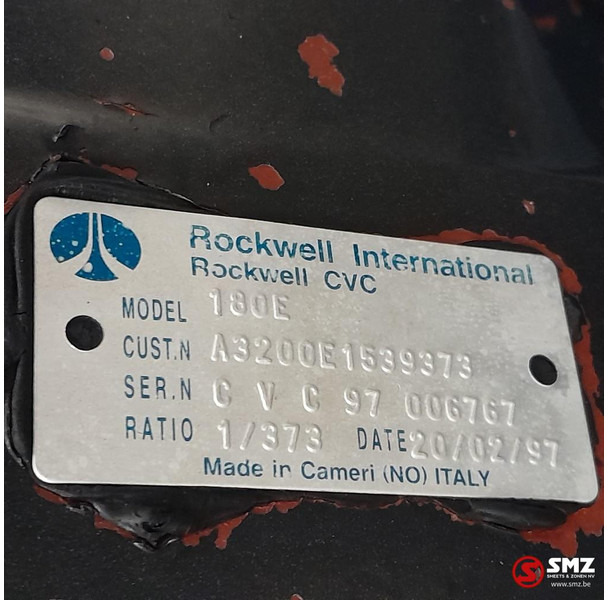 Rockwell International
Rockwell CVC
MODEL 180E
CUST.N A3200E1539373
SER.N C V C 97 006767
RATIO 1/373 DATE 20/02/97
Made in Cameri (NO) ITALY
SMZ
SMEETS & ZONEN NV
www.smz.be